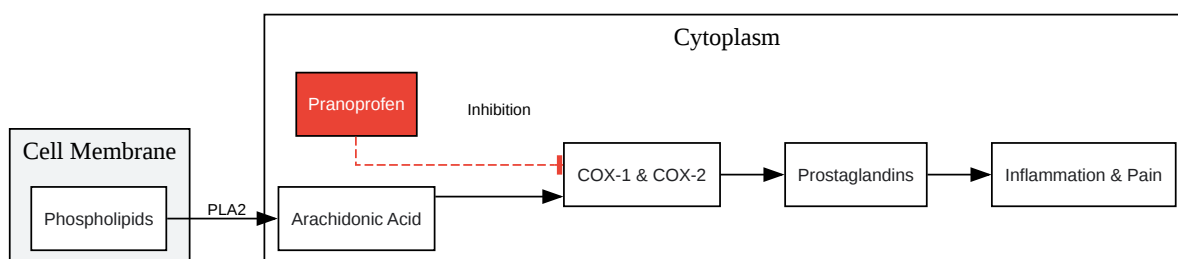 Cytoplasm
Pranoprofen
Inhibition
Cell Membrane
COX-1 & COX-2
Prostaglandins
Inflammation & Pain
Phospholipids
PLA2
Arachidonic Acid